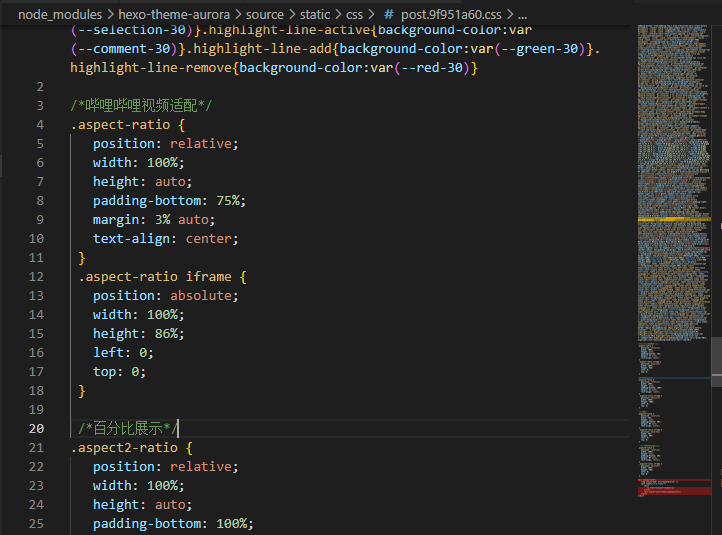 node_modules > hexo-theme-aurora > source > static > css > # post.9f951a60.css > ...
(--selection-30)}.highlight-line-active{background-color:var
(--comment-30)}.highlight-line-add{background-color:var(--green-30)}.
highlight-line-remove{background-color:var(--red-30)}
2
3 /*哔哩哔哩视频适配*/
4 .aspect-ratio {
5 position: relative;
6 width: 100%;
7 height: auto;
8 padding-bottom: 75%;
9 margin: 3% auto;
10 text-align: center;
11 }
12 .aspect-ratio iframe {
13 position: absolute;
14 width: 100%;
15 height: 86%;
16 left: 0;
17 top: 0;
18 }
19
20 /*百分比展示*/
21 .aspect2-ratio {
22 position: relative;
23 width: 100%;
24 height: auto;
25 padding-bottom: 100%;